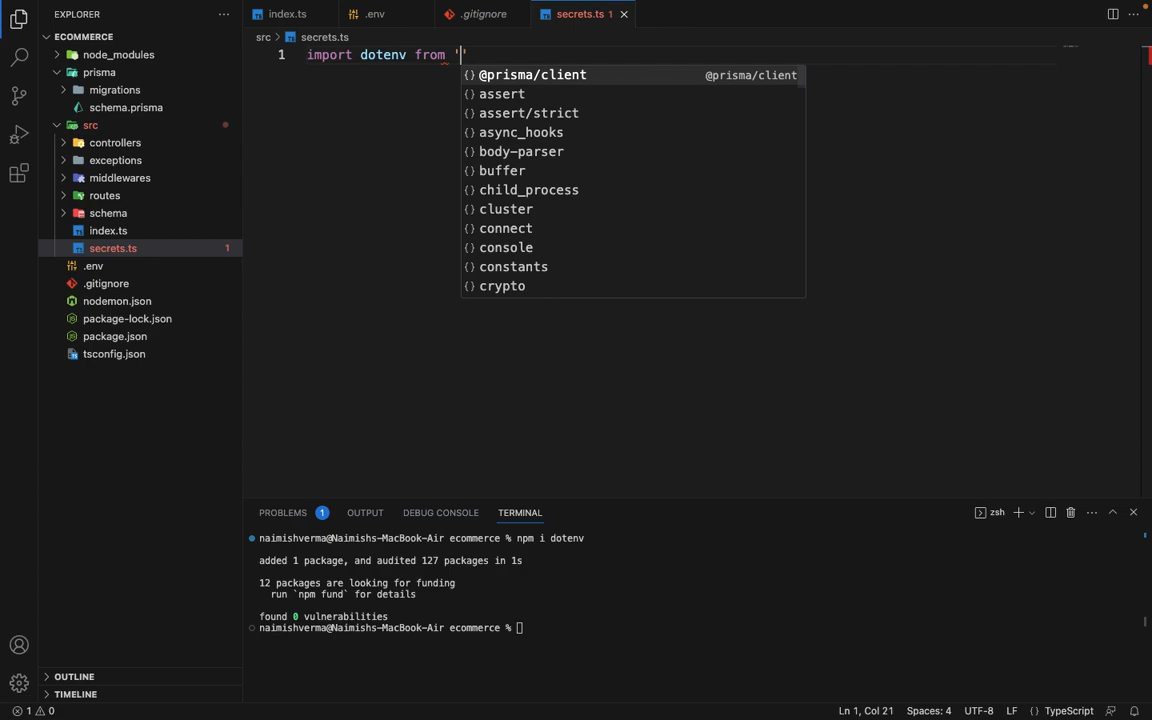 EXPLORER
ECOMMERCE
node_modules
prisma
migrations
schema.prisma
src
controllers
exceptions
middlewares
routes
schema
index.ts
secrets.ts 1
.env
.gitignore
nodemon.json
package-lock.json
package.json
tsconfig.json
OUTLINE
TIMELINE
index.ts .env .gitignore secrets.ts 1
src > secrets.ts
1 import dotenv from ''
@prisma/client @prisma/client
assert
assert/strict
async_hooks
body-parser
buffer
child_process
cluster
connect
console
constants
crypto
PROBLEMS 1 OUTPUT DEBUG CONSOLE TERMINAL zsh
naimishverma@Naimishs-MacBook-Air ecommerce % npm i dotenv
added 1 package, and audited 127 packages in 1s
12 packages are looking for funding
run `npm fund` for details
found 0 vulnerabilities
naimishverma@Naimishs-MacBook-Air ecommerce %
1 0 Ln 1, Col 21 Spaces: 4 UTF-8 LF {} TypeScript